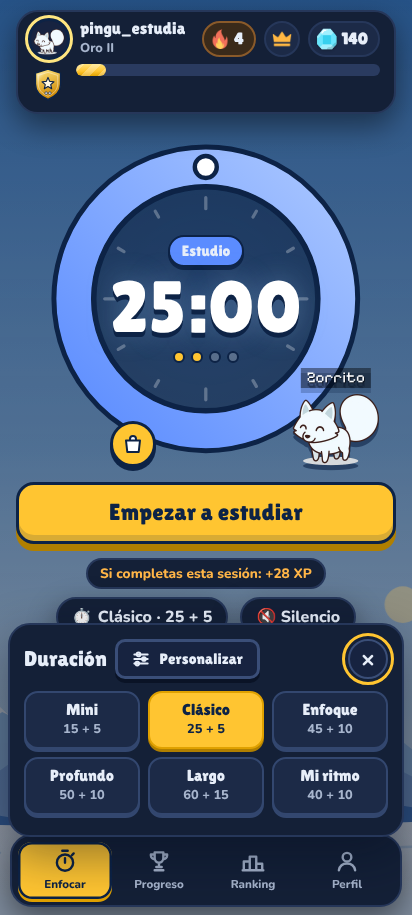 pingu_estudia
Oro II
4
140
Estudio
25:00
Zorrito
Empezar a estudiar
Si completas esta sesión: +28 XP
Clásico · 25 + 5
Silencio
Duración
Personalizar
Mini
15 + 5
Clásico
25 + 5
Enfoque
45 + 10
Profundo
50 + 10
Largo
60 + 15
Mi ritmo
40 + 10
Enfocar
Progreso
Ranking
Perfil